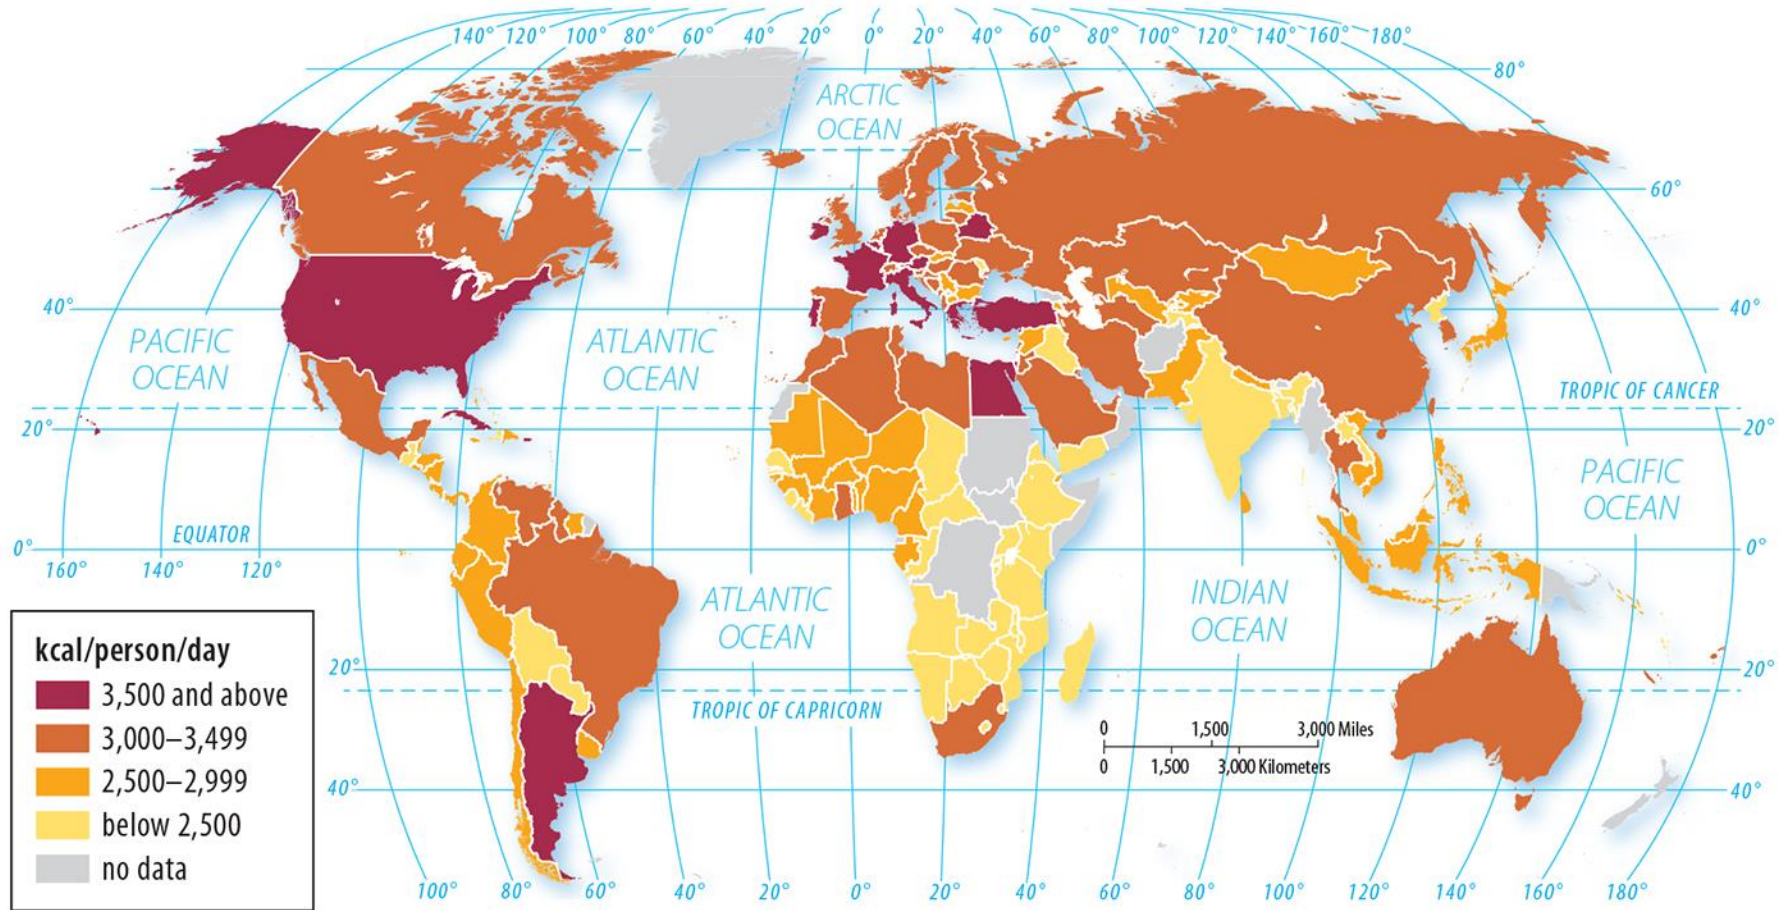 140° 120° 100° 80° 60° 40° 20° 0° 20° 40° 60° 80° 100° 120° 140° 160° 180°
80°
ARCTIC
OCEAN
60°
40° 40°
PACIFIC
OCEAN
ATLANTIC
OCEAN
TROPIC OF CANCER
20° 20°
PACIFIC
OCEAN
EQUATOR
0° 0°
160° 140° 120°
ATLANTIC
OCEAN
INDIAN
OCEAN
20° 20°
TROPIC OF CAPRICORN
0 1,500 3,000 Miles
0 1,500 3,000 Kilometers
40° 40°
kcal/person/day
3,500 and above
3,000–3,499
2,500–2,999
below 2,500
no data
100° 80° 60° 40° 20° 0° 20° 40° 60° 80° 100° 120° 140° 160° 180°